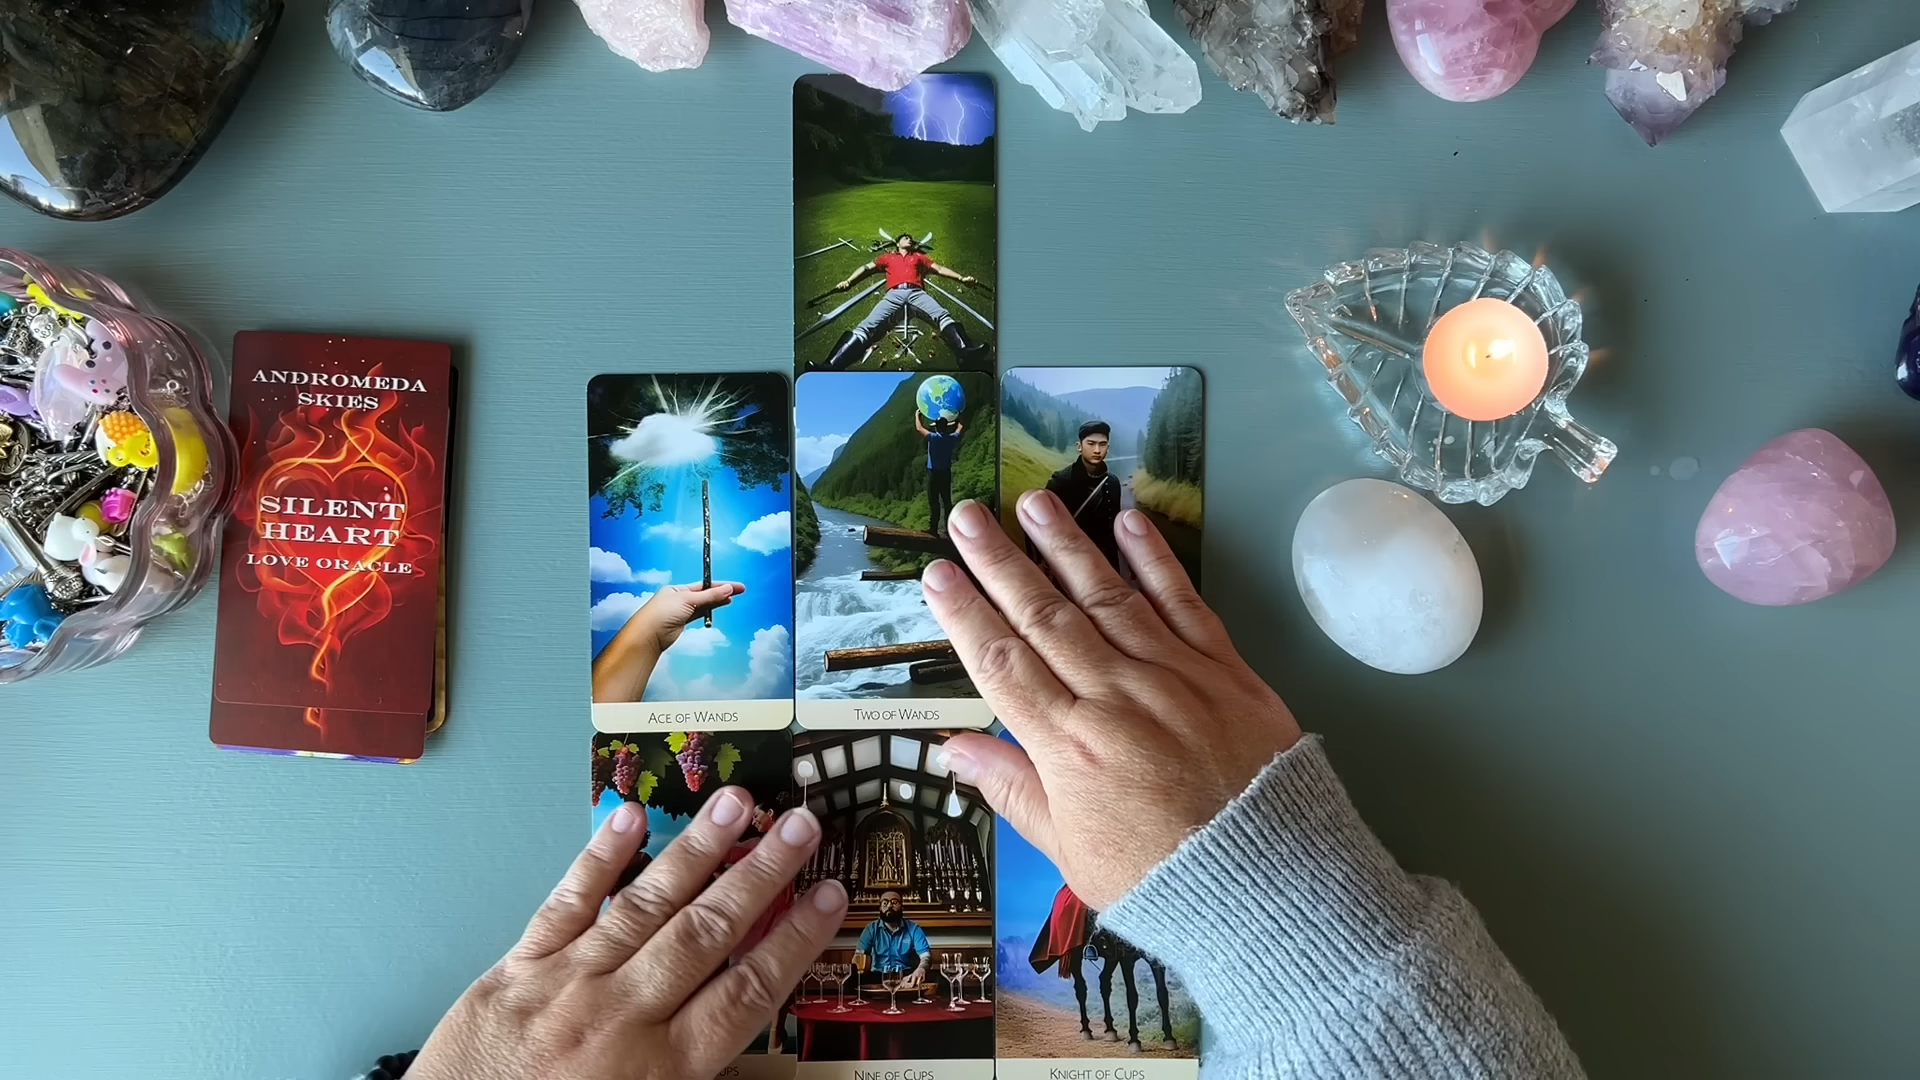 ANDROMEDA
SKIES
SILENT
HEART
LOVE ORACLE
ACE OF WANDS
TWO OF WANDS
NINE OF CUPS
KNIGHT OF CUPS